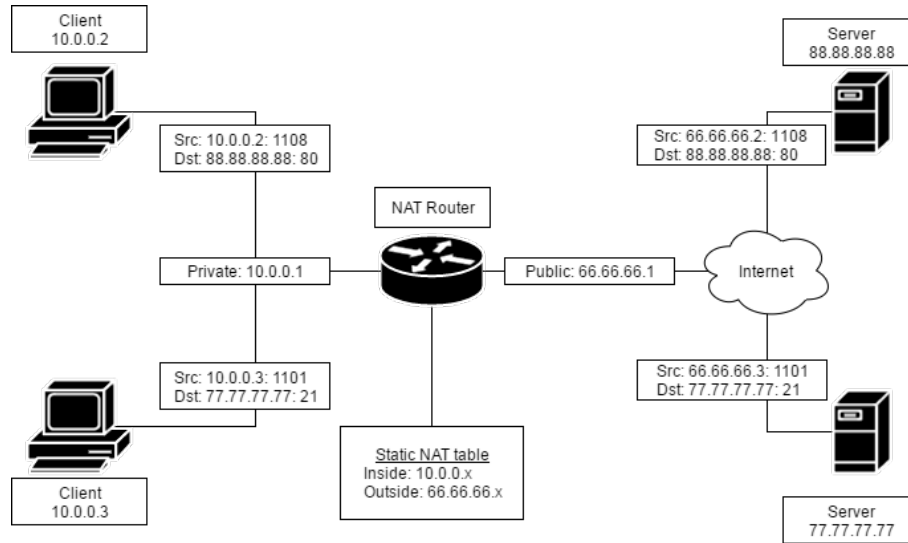 Client
10.0.0.2
Server
88.88.88.88
Src: 10.0.0.2: 1108
Dst: 88.88.88.88: 80
Src: 66.66.66.2: 1108
Dst: 88.88.88.88: 80
NAT Router
Private: 10.0.0.1
Public: 66.66.66.1
Internet
Src: 10.0.0.3: 1101
Dst: 77.77.77.77: 21
Src: 66.66.66.3: 1101
Dst: 77.77.77.77: 21
Static NAT table
Inside: 10.0.0.x
Outside: 66.66.66.x
Client
10.0.0.3
Server
77.77.77.77